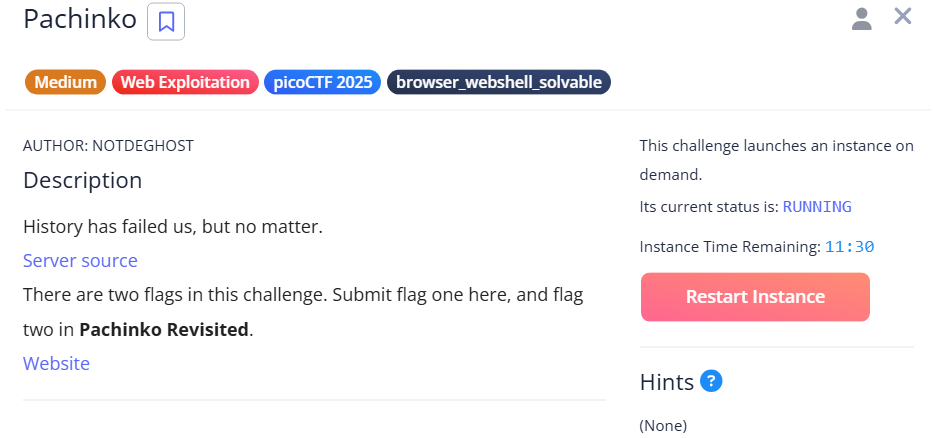 Pachinko
Medium
Web Exploitation
picoCTF 2025
browser_webshell_solvable
AUTHOR: NOTDEGHOST
Description
History has failed us, but no matter.
Server source
There are two flags in this challenge. Submit flag one here, and flag
two in Pachinko Revisited.
Website
This challenge launches an instance on
demand.
Its current status is: RUNNING
Instance Time Remaining: 11:30
Restart Instance
Hints ?
(None)